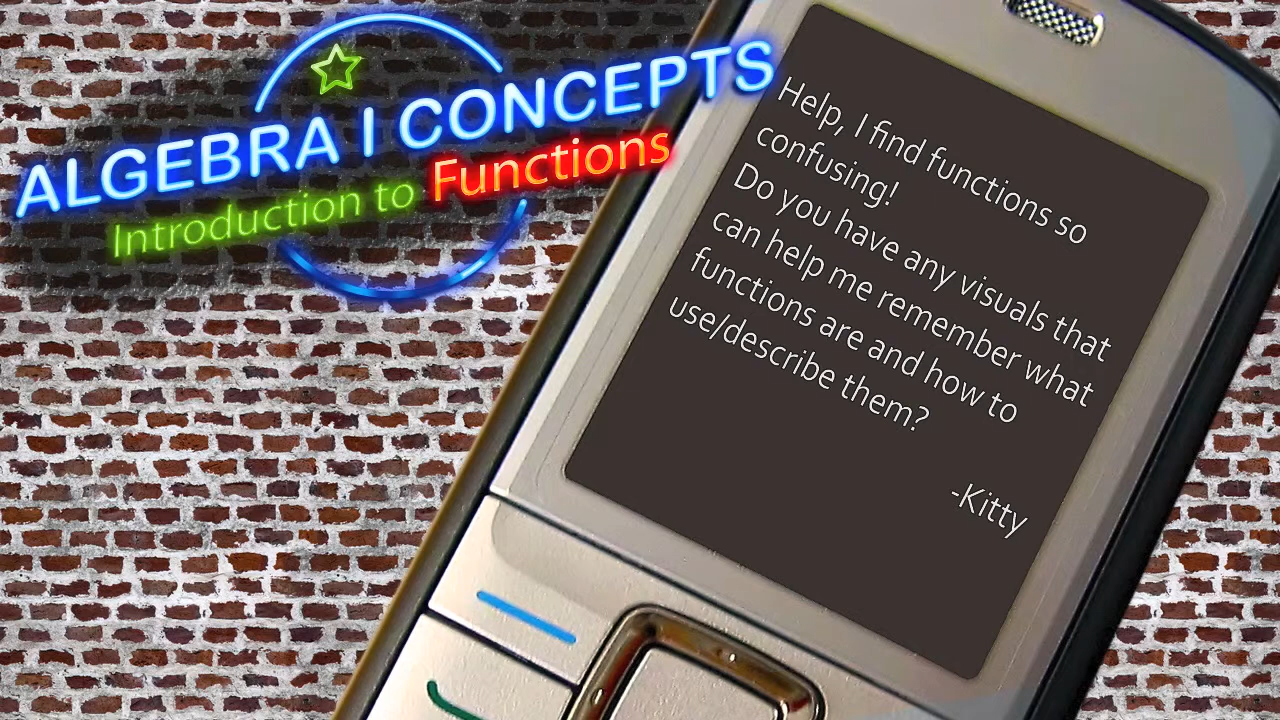 ALGEBRA I CONCEPTS
Introduction to Functions
Help, I find functions so
confusing!
Do you have any visuals that
can help me remember what
functions are and how to
use/describe them?
-Kitty